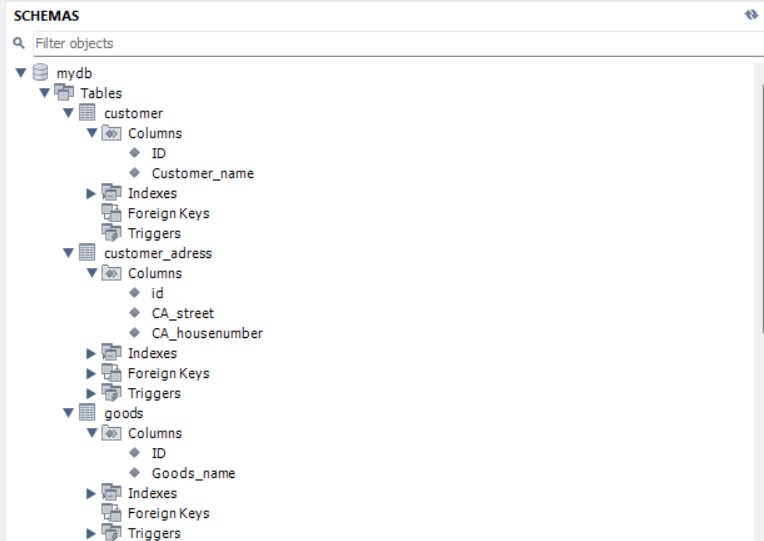 SCHEMAS
Filter objects
mydb
Tables
customer
Columns
ID
Customer_name
Indexes
Foreign Keys
Triggers
customer_adress
Columns
id
CA_street
CA_housenumber
Indexes
Foreign Keys
Triggers
goods
Columns
ID
Goods_name
Indexes
Foreign Keys
Triggers